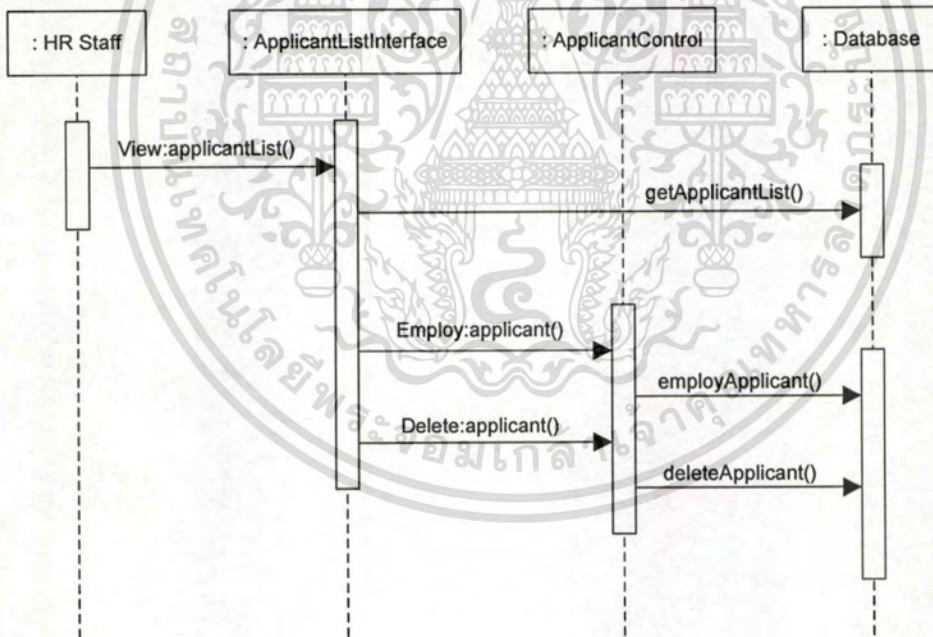 : HR Staff
: ApplicantListInterface
: ApplicantControl
: Database
View:applicantList()
getApplicantList()
Employ:applicant()
employApplicant()
Delete:applicant()
deleteApplicant()